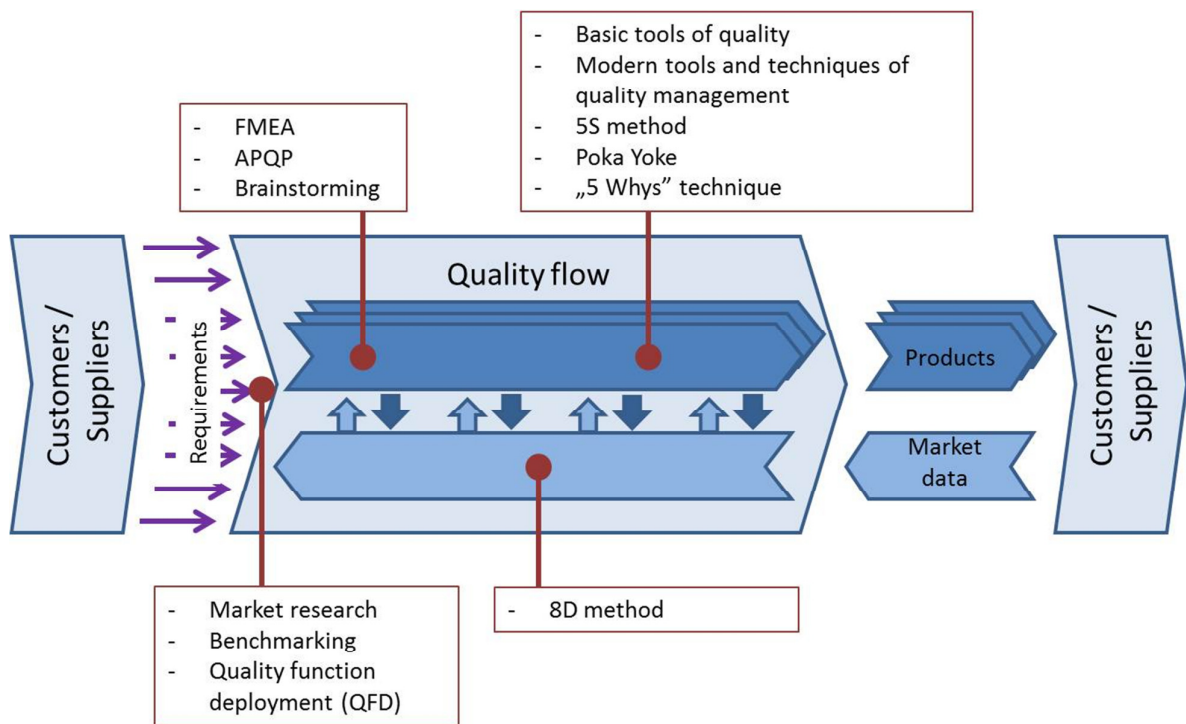 - Basic tools of quality
- Modern tools and techniques of
quality management
- 5S method
- Poka Yoke
- „5 Whys” technique
- FMEA
- APQP
- Brainstorming
Customers /
Suppliers
Requirements
Quality flow
Products
Market
data
Customers /
Suppliers
- Market research
- Benchmarking
- Quality function
deployment (QFD)
- 8D method